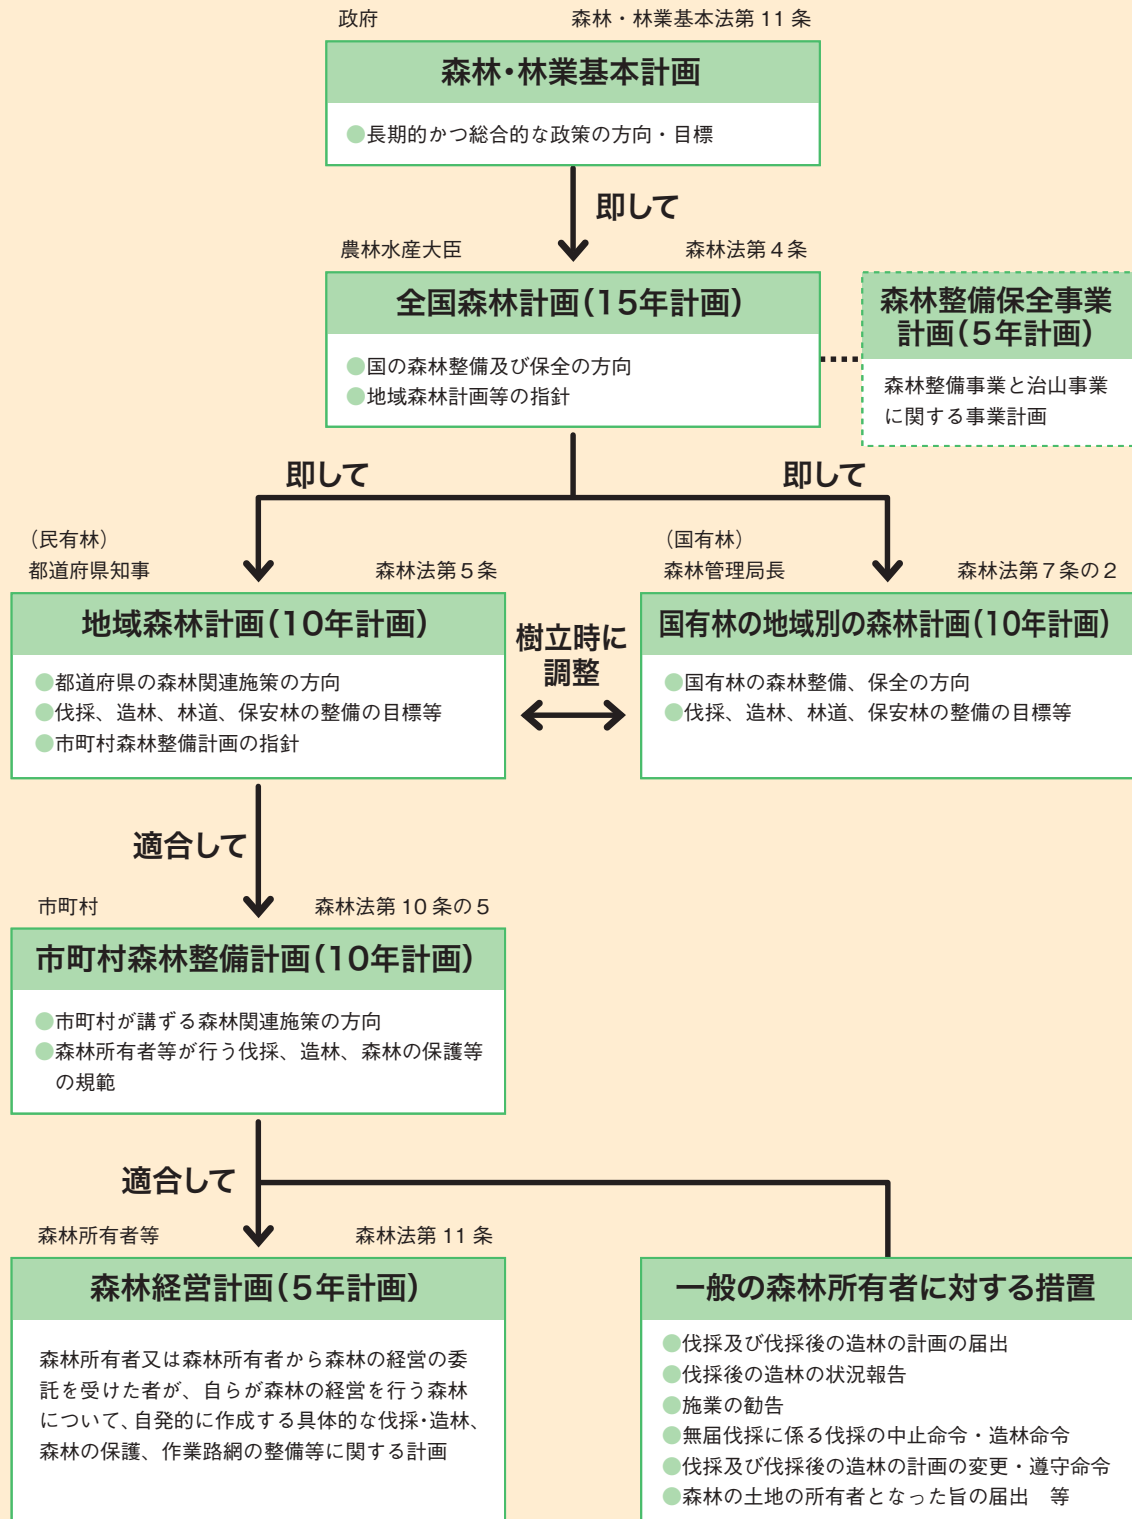 政府 森林・林業基本法第 11 条
森林・林業基本計画
●長期的かつ総合的な政策の方向・目標
即して
農林水産大臣 森林法第 4 条
全国森林計画（15年計画）
●国の森林整備及び保全の方向
●地域森林計画等の指針
森林整備保全事業
計画（5年計画）
森林整備事業と治山事業
に関する事業計画
即して 即して
（民有林）
都道府県知事 森林法第 5 条
地域森林計画（10年計画）
●都道府県の森林関連施策の方向
●伐採、造林、林道、保安林の整備の目標等
●市町村森林整備計画の指針
樹立時に
調整
（国有林）
森林管理局長 森林法第 7 条の 2
国有林の地域別の森林計画（10年計画）
●国有林の森林整備、保全の方向
●伐採、造林、林道、保安林の整備の目標等
適合して
市町村 森林法第 10 条の 5
市町村森林整備計画（10年計画）
●市町村が講ずる森林関連施策の方向
●森林所有者等が行う伐採、造林、森林の保護等
の規範
適合して
森林所有者等 森林法第 11 条
森林経営計画（5年計画）
森林所有者又は森林所有者から森林の経営の委
託を受けた者が、自らが森林の経営を行う森林
について、自発的に作成する具体的な伐採・造林、
森林の保護、作業路網の整備等に関する計画
一般の森林所有者に対する措置
●伐採及び伐採後の造林の計画の届出
●伐採後の造林の状況報告
●施業の勧告
●無届伐採に係る伐採の中止命令・造林命令
●伐採及び伐採後の造林の計画の変更・遵守命令
●森林の土地の所有者となった旨の届出　等